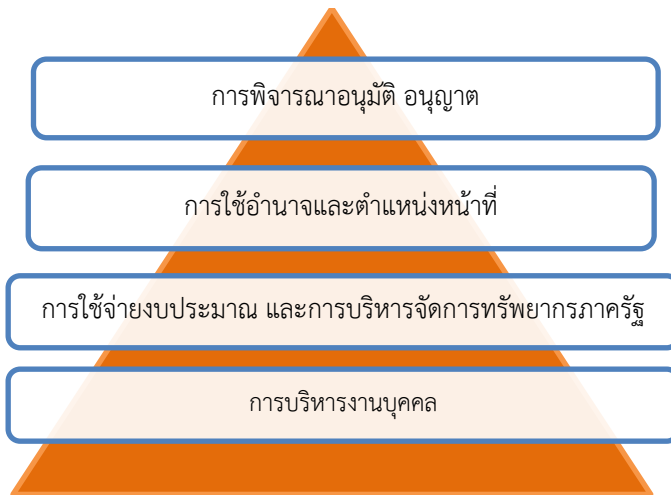 การพิจารณาอนุมัติ อนุญาต
การใช้อำนาจและตำแหน่งหน้าที่
การใช้จ่ายงบประมาณ และการบริหารจัดการทรัพยากรภาครัฐ
การบริหารงานบุคคล